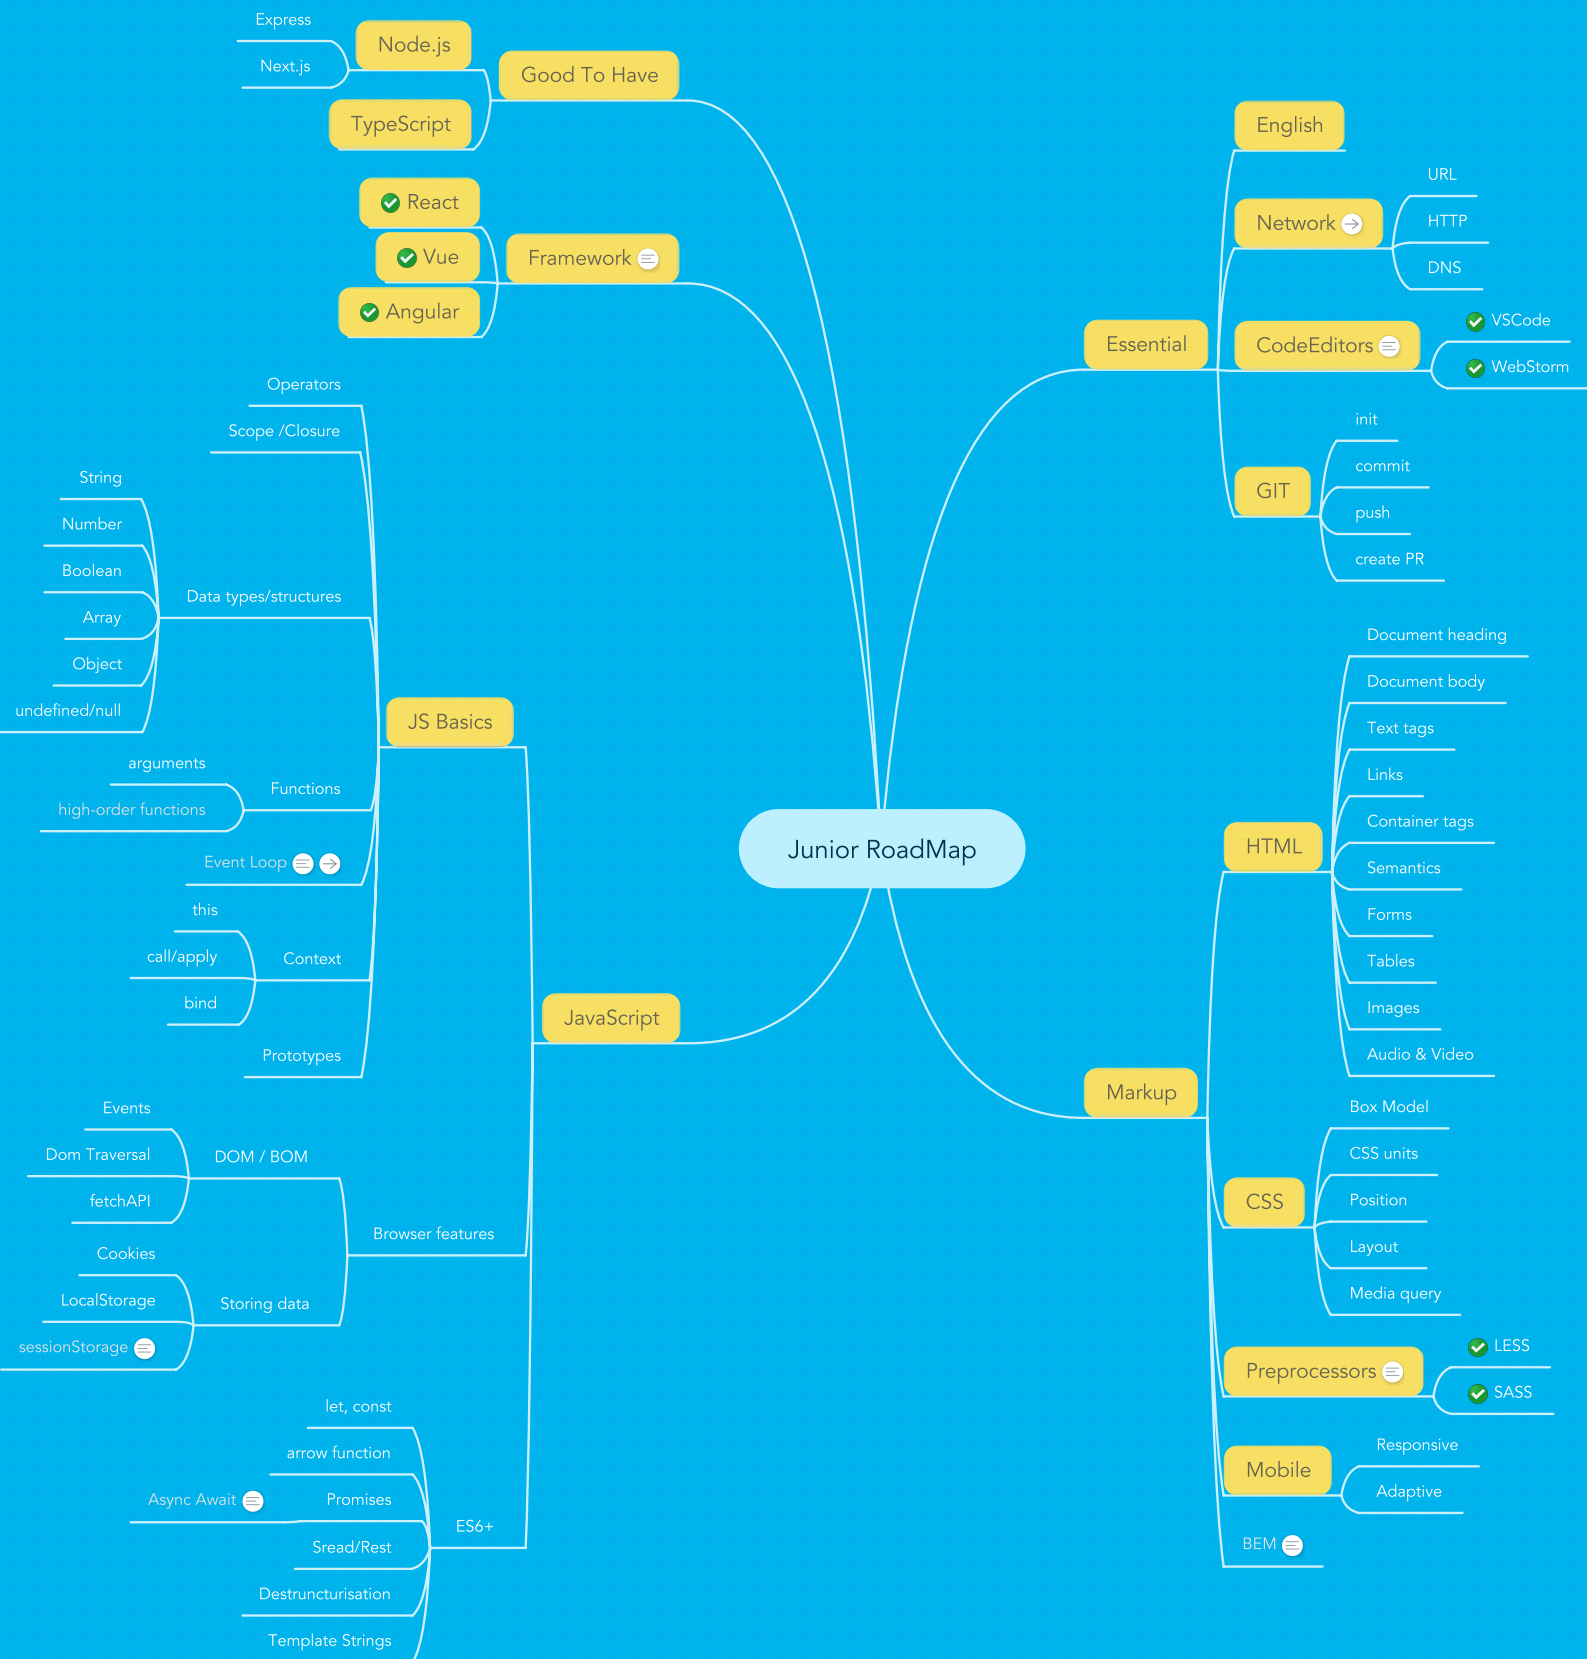 Junior RoadMap
Good To Have
Node.js
Express
Next.js
TypeScript
Framework
React
Vue
Angular
JavaScript
JS Basics
Operators
Scope /Closure
Data types/structures
String
Number
Boolean
Array
Object
undefined/null
Functions
arguments
high-order functions
Event Loop
Context
this
call/apply
bind
Prototypes
Browser features
DOM / BOM
Events
Dom Traversal
fetchAPI
Storing data
Cookies
LocalStorage
sessionStorage
ES6+
let, const
arrow function
Promises
Async Await
Sread/Rest
Destruncturisation
Template Strings
Essential
English
Network
URL
HTTP
DNS
CodeEditors
VSCode
WebStorm
GIT
init
commit
push
create PR
Markup
HTML
Document heading
Document body
Text tags
Links
Container tags
Semantics
Forms
Tables
Images
Audio & Video
CSS
Box Model
CSS units
Position
Layout
Media query
Preprocessors
LESS
SASS
Mobile
Responsive
Adaptive
BEM